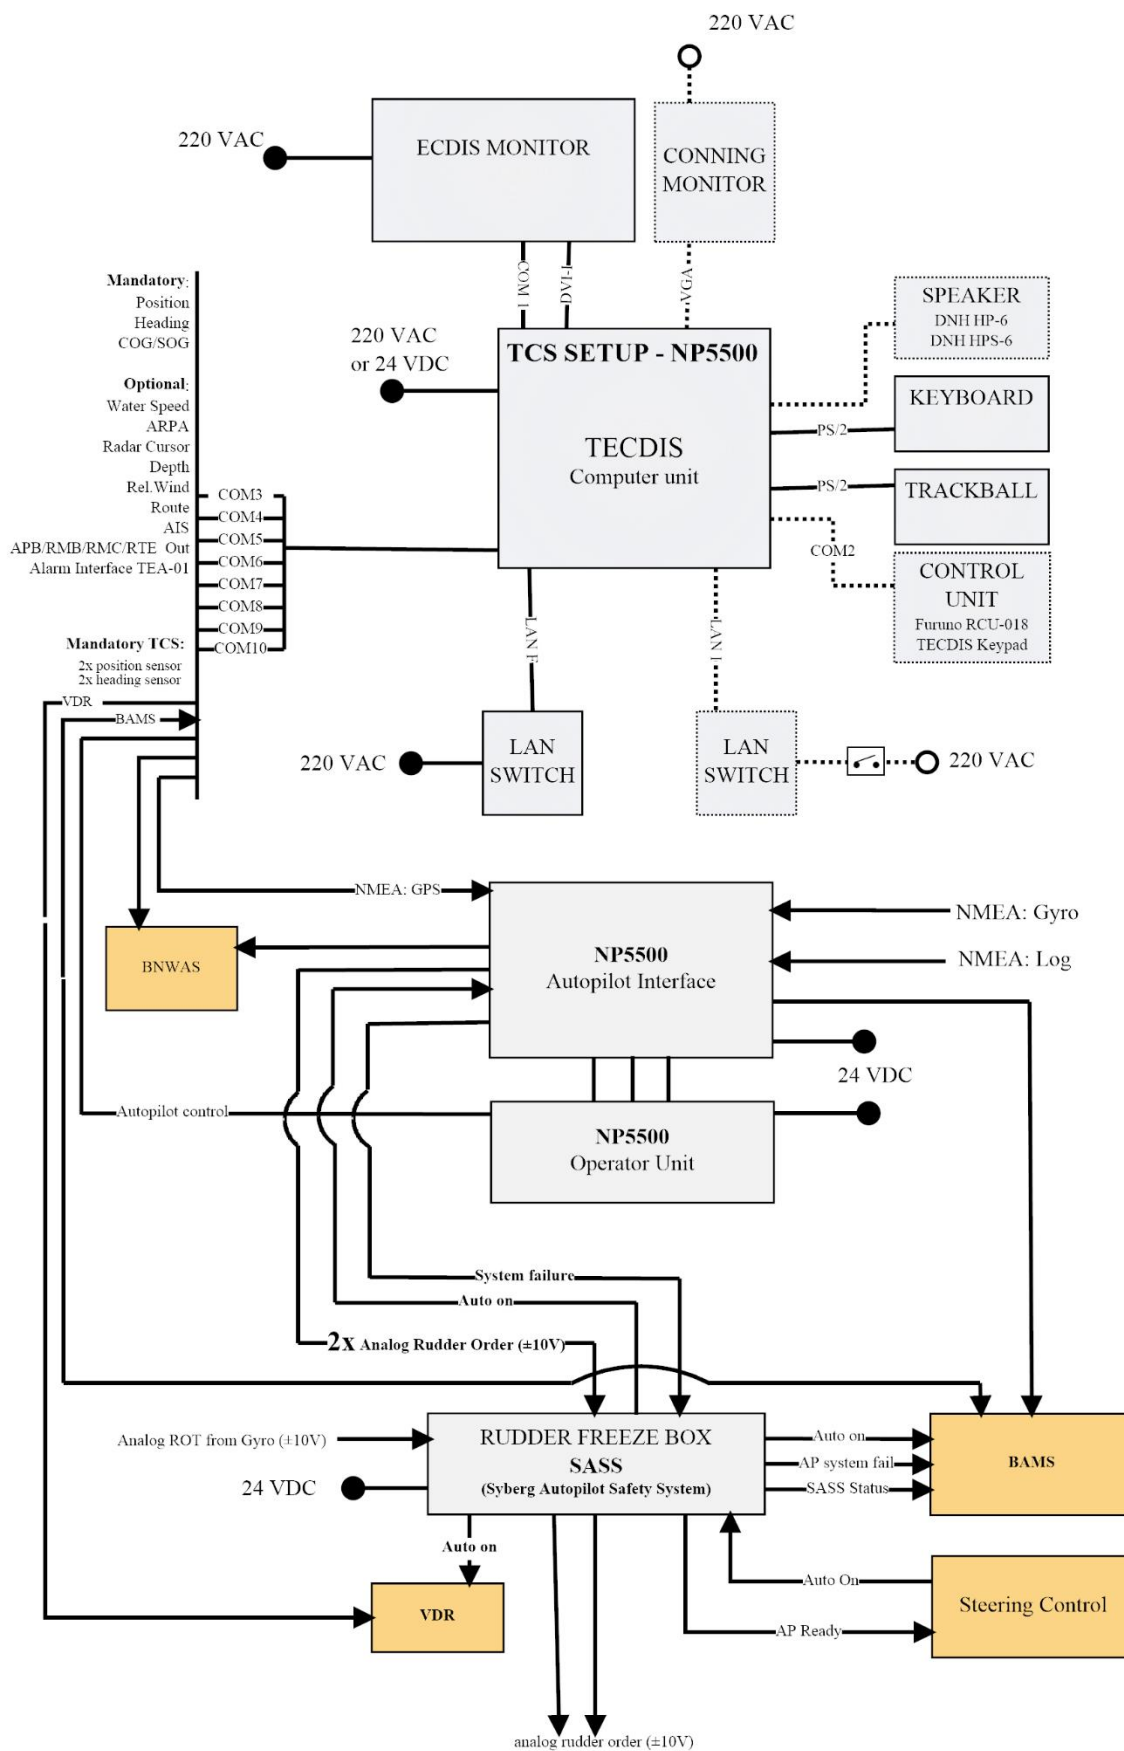 220 VAC
220 VAC
ECDIS MONITOR
CONNING
MONITOR
COM 1
DVI-I
VGA
Mandatory:
Position
Heading
COG/SOG
Optional:
Water Speed
ARPA
Radar Cursor
Depth
Rel.Wind
Route
AIS
APB/RMB/RMC/RTE Out
Alarm Interface TEA-01
Mandatory TCS:
2x position sensor
2x heading sensor
COM3
COM4
COM5
COM6
COM7
COM8
COM9
COM10
220 VAC
or 24 VDC
TCS SETUP - NP5500
TECDIS
Computer unit
SPEAKER
DNH HP-6
DNH HPS-6
KEYBOARD
PS/2
TRACKBALL
PS/2
COM2
CONTROL
UNIT
Furuno RCU-018
TECDIS Keypad
LAN F
LAN 1
VDR
BAMS
220 VAC
LAN
SWITCH
LAN
SWITCH
220 VAC
NMEA: GPS
NP5500
Autopilot Interface
NMEA: Gyro
NMEA: Log
BNWAS
24 VDC
Autopilot control
NP5500
Operator Unit
System failure
Auto on
2x Analog Rudder Order (±10V)
Analog ROT from Gyro (±10V)
24 VDC
RUDDER FREEZE BOX
SASS
(Syberg Autopilot Safety System)
Auto on
AP system fail
SASS Status
BAMS
Auto on
VDR
Auto On
AP Ready
Steering Control
analog rudder order (±10V)